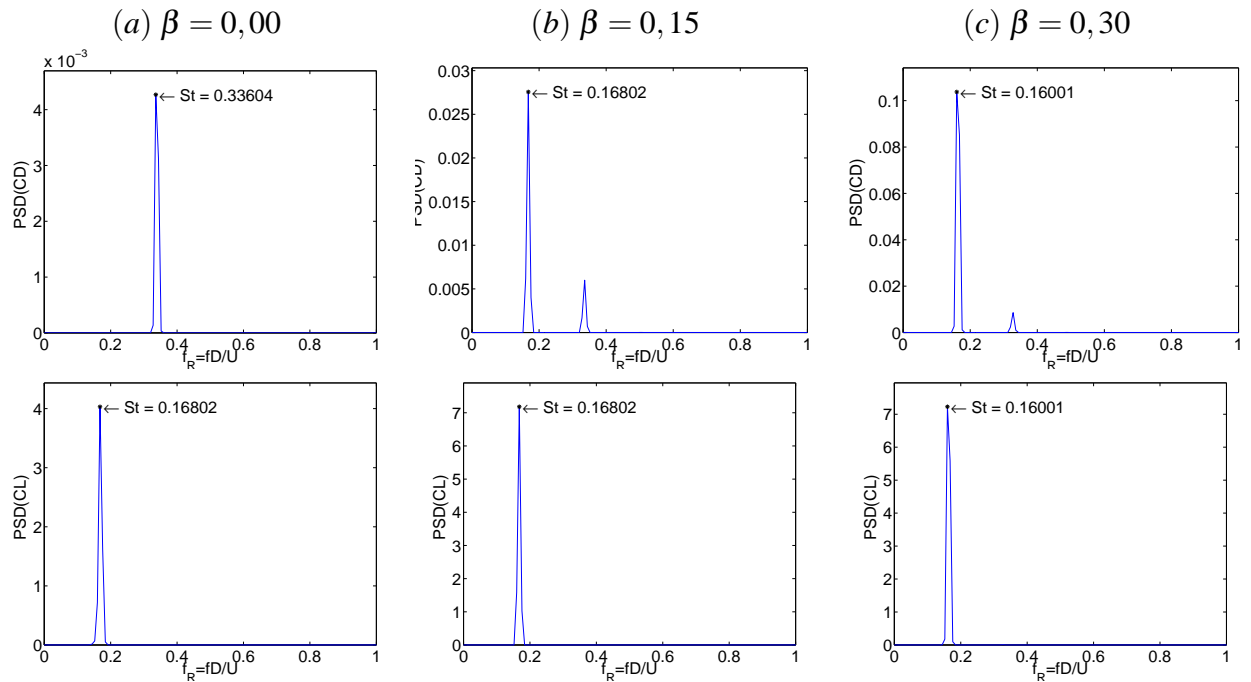 (a) β = 0,00
(b) β = 0,15
(c) β = 0,30
x 10⁻³
4
3
2
1
0
PSD(CD)
← St = 0.33604
0 0.2 0.4 0.6 0.8 1
f_R=fD/U
0.03
0.025
0.02
0.015
0.01
0.005
0
PSD(CD)
← St = 0.16802
0 0.2 0.4 0.6 0.8 1
f_R=fD/U
0.1
0.08
0.06
0.04
0.02
0
PSD(CD)
← St = 0.16001
0 0.2 0.4 0.6 0.8 1
f_R=fD/U
4
3
2
1
0
PSD(CL)
← St = 0.16802
0 0.2 0.4 0.6 0.8 1
f_R=fD/U
7
6
5
4
3
2
1
0
PSD(CL)
← St = 0.16802
0 0.2 0.4 0.6 0.8 1
f_R=fD/U
7
6
5
4
3
2
1
0
PSD(CL)
← St = 0.16001
0 0.2 0.4 0.6 0.8 1
f_R=fD/U